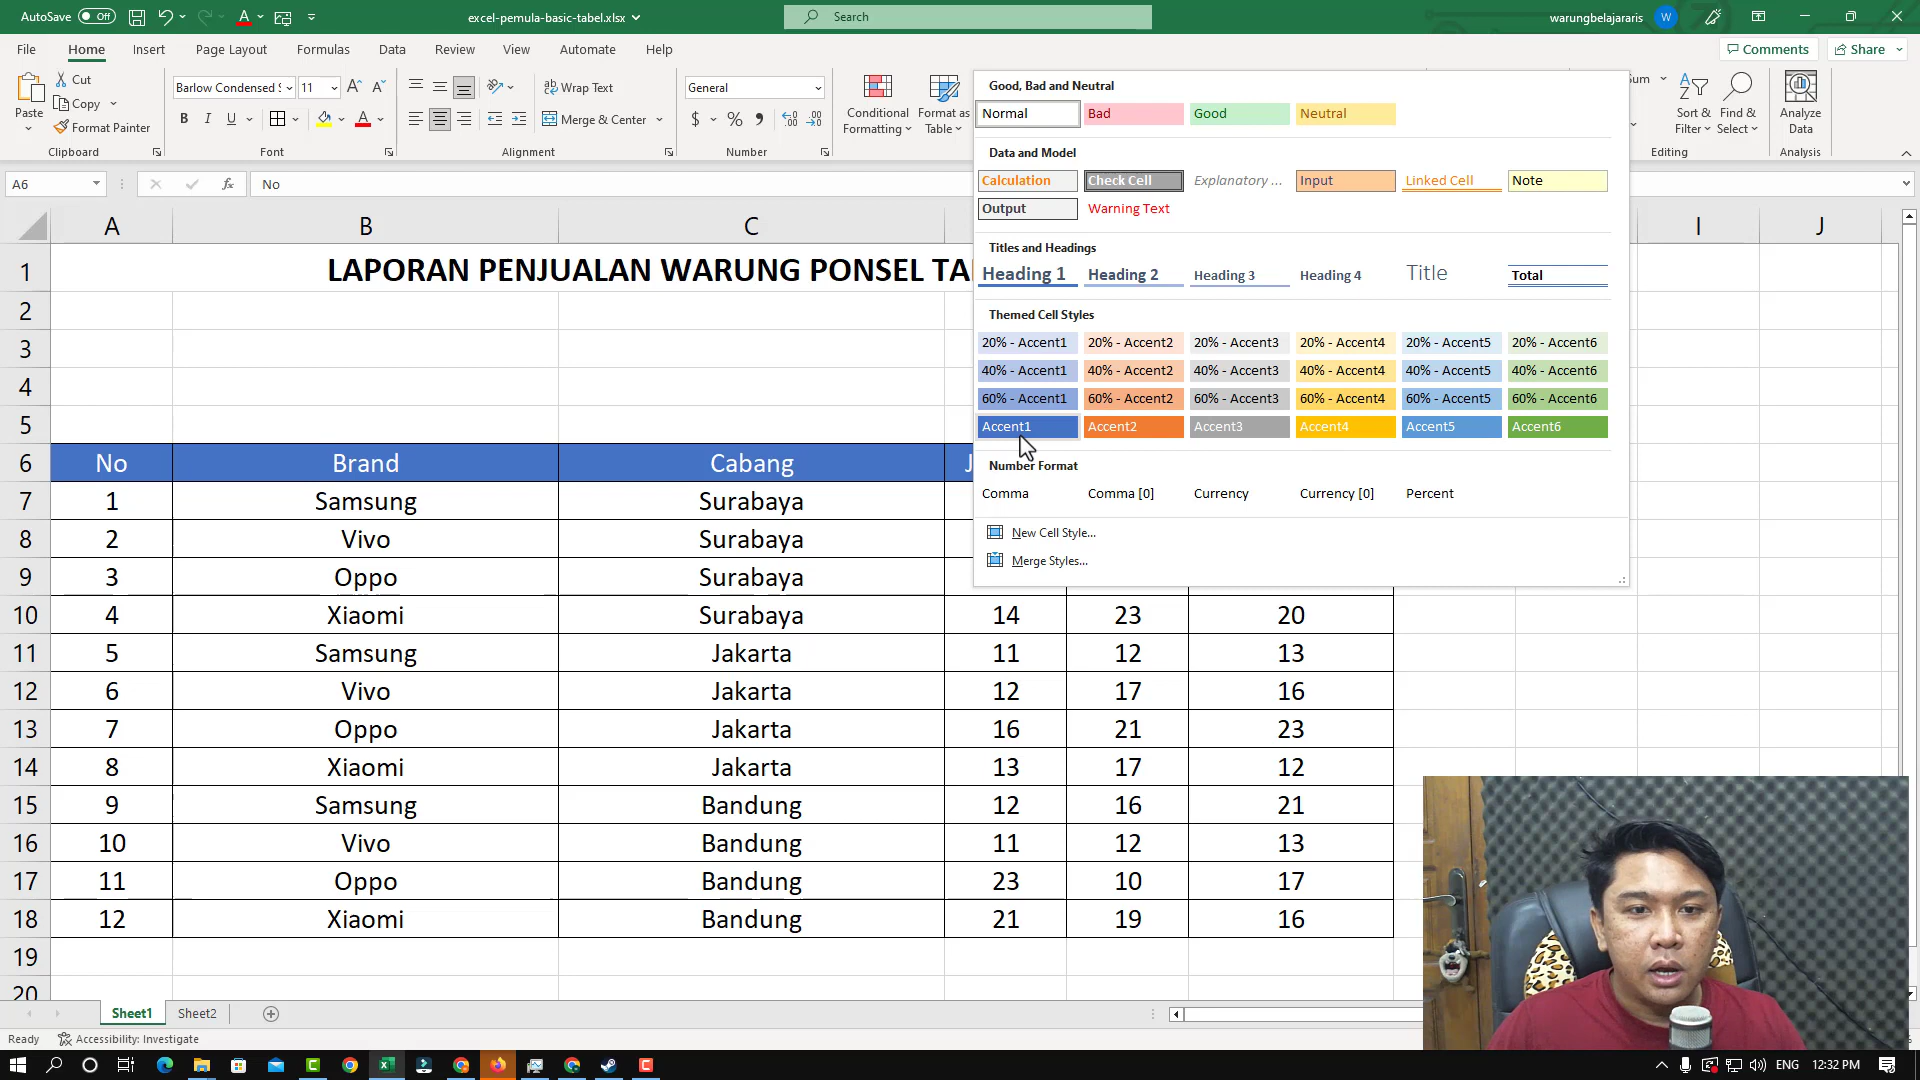 AutoSave Off excel-pemula-basic-tabel.xlsx Search warungbelajararis W
File Home Insert Page Layout Formulas Data Review View Automate Help Comments Share
Paste Cut
Copy
Format Painter
Clipboard
Barlow Condensed S 11
B I U
Font
Wrap Text
Merge & Center
Alignment
General
$ % ,
Number
Conditional Formatting
Format as Table
Good, Bad and Neutral
Normal Bad Good Neutral
Data and Model
Calculation Check Cell Explanatory ... Input Linked Cell Note
Output Warning Text
Titles and Headings
Heading 1 Heading 2 Heading 3 Heading 4 Title Total
Themed Cell Styles
20% - Accent1 20% - Accent2 20% - Accent3 20% - Accent4 20% - Accent5 20% - Accent6
40% - Accent1 40% - Accent2 40% - Accent3 40% - Accent4 40% - Accent5 40% - Accent6
60% - Accent1 60% - Accent2 60% - Accent3 60% - Accent4 60% - Accent5 60% - Accent6
Accent1 Accent2 Accent3 Accent4 Accent5 Accent6
Number Format
Comma Comma [0] Currency Currency [0] Percent
New Cell Style...
Merge Styles...
Sort & Filter
Find & Select
Editing
Analyze Data
Analysis
A6 fx No
A B C I J
1 LAPORAN PENJUALAN WARUNG PONSEL
2
3
4
5
6 No Brand Cabang
7 1 Samsung Surabaya
8 2 Vivo Surabaya
9 3 Oppo Surabaya
10 4 Xiaomi Surabaya 14 23 20
11 5 Samsung Jakarta 11 12 13
12 6 Vivo Jakarta 12 17 16
13 7 Oppo Jakarta 16 21 23
14 8 Xiaomi Jakarta 13 17 12
15 9 Samsung Bandung 12 16 21
16 10 Vivo Bandung 11 12 13
17 11 Oppo Bandung 23 10 17
18 12 Xiaomi Bandung 21 19 16
19
20
Sheet1 Sheet2
Ready Accessibility: Investigate
ENG 12:32 PM